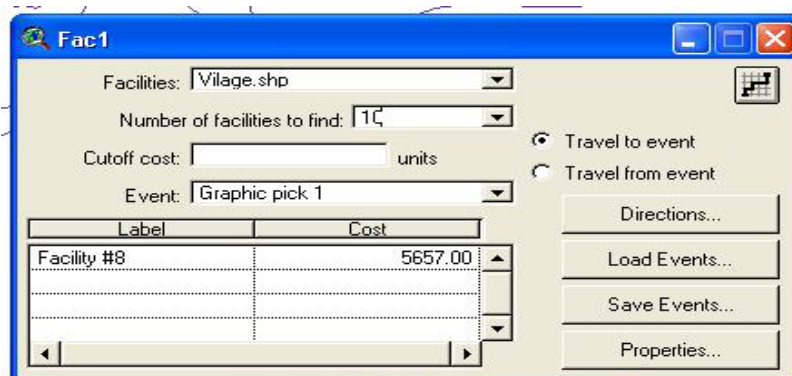 Fac1
Facilities: Vilage.shp
Number of facilities to find: 10
Cutoff cost: units
Travel to event
Travel from event
Event: Graphic pick 1
Directions...
Label Cost
Facility #8 5657.00
Load Events...
Save Events...
Properties...